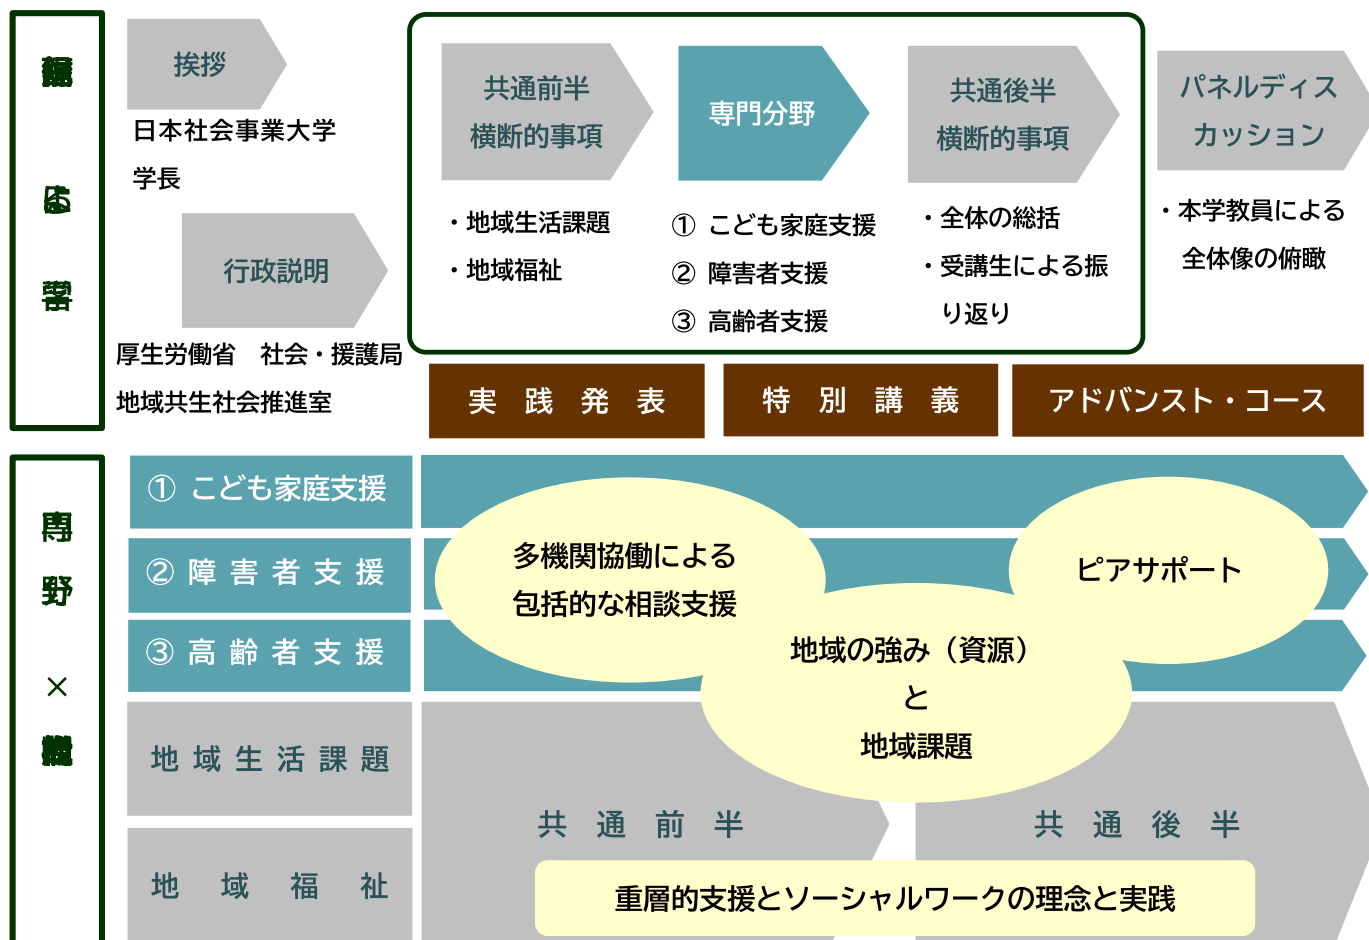 挨拶
日本社会事業大学
学長
行政説明
厚生労働省　社会・援護局
地域共生社会推進室
共通前半
横断的事項
・地域生活課題
・地域福祉
専門分野
① こども家庭支援
② 障害者支援
③ 高齢者支援
共通後半
横断的事項
・全体の総括
・受講生による振
り返り
パネルディス
カッション
・本学教員による
全体像の俯瞰
実　践　発　表
特　別　講　義
アドバンスト・コース
専門
分野
×
① こども家庭支援
② 障 害 者 支 援
③ 高 齢 者 支 援
地 域 生 活 課 題
地　域　福　祉
多機関協働による
包括的な相談支援
ピアサポート
地域の強み（資源）
と
地域課題
共　通　前　半
共　通　後　半
重層的支援とソーシャルワークの理念と実践